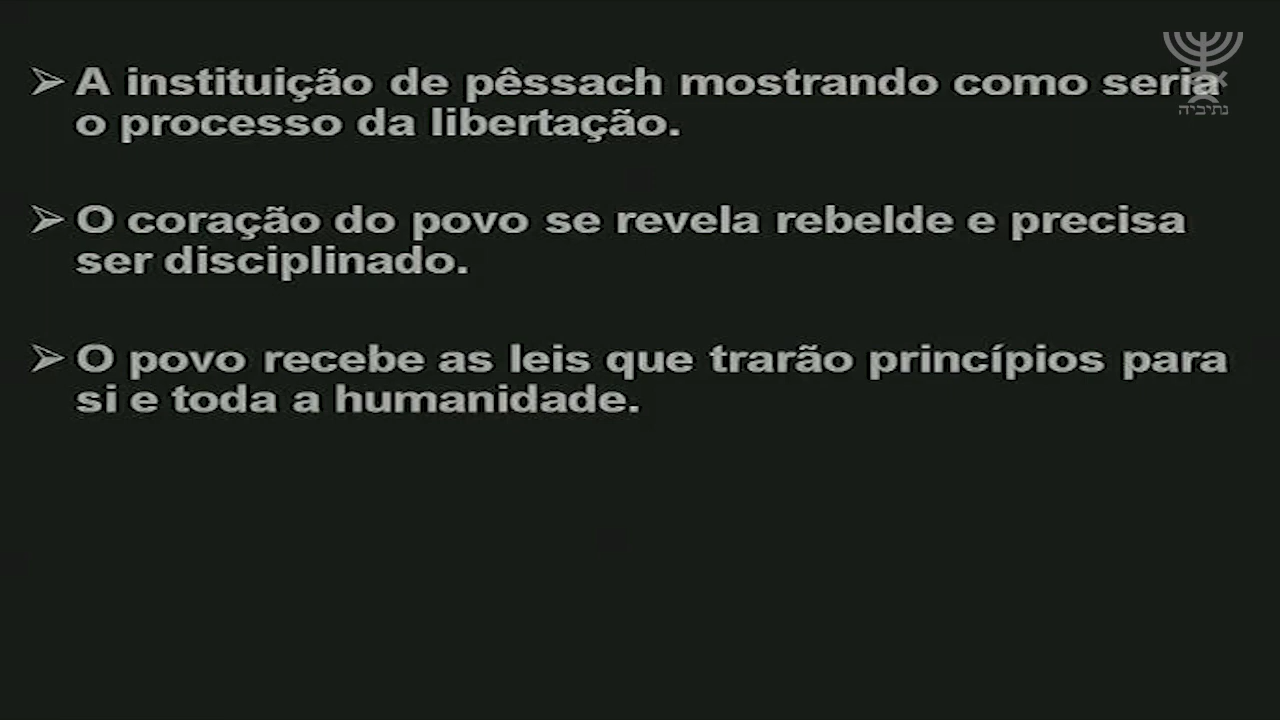 ➢ A instituição de pêssach mostrando como seria
o processo da libertação.
➢ O coração do povo se revela rebelde e precisa
ser disciplinado.
➢ O povo recebe as leis que trarão princípios para
si e toda a humanidade.
נתיביה